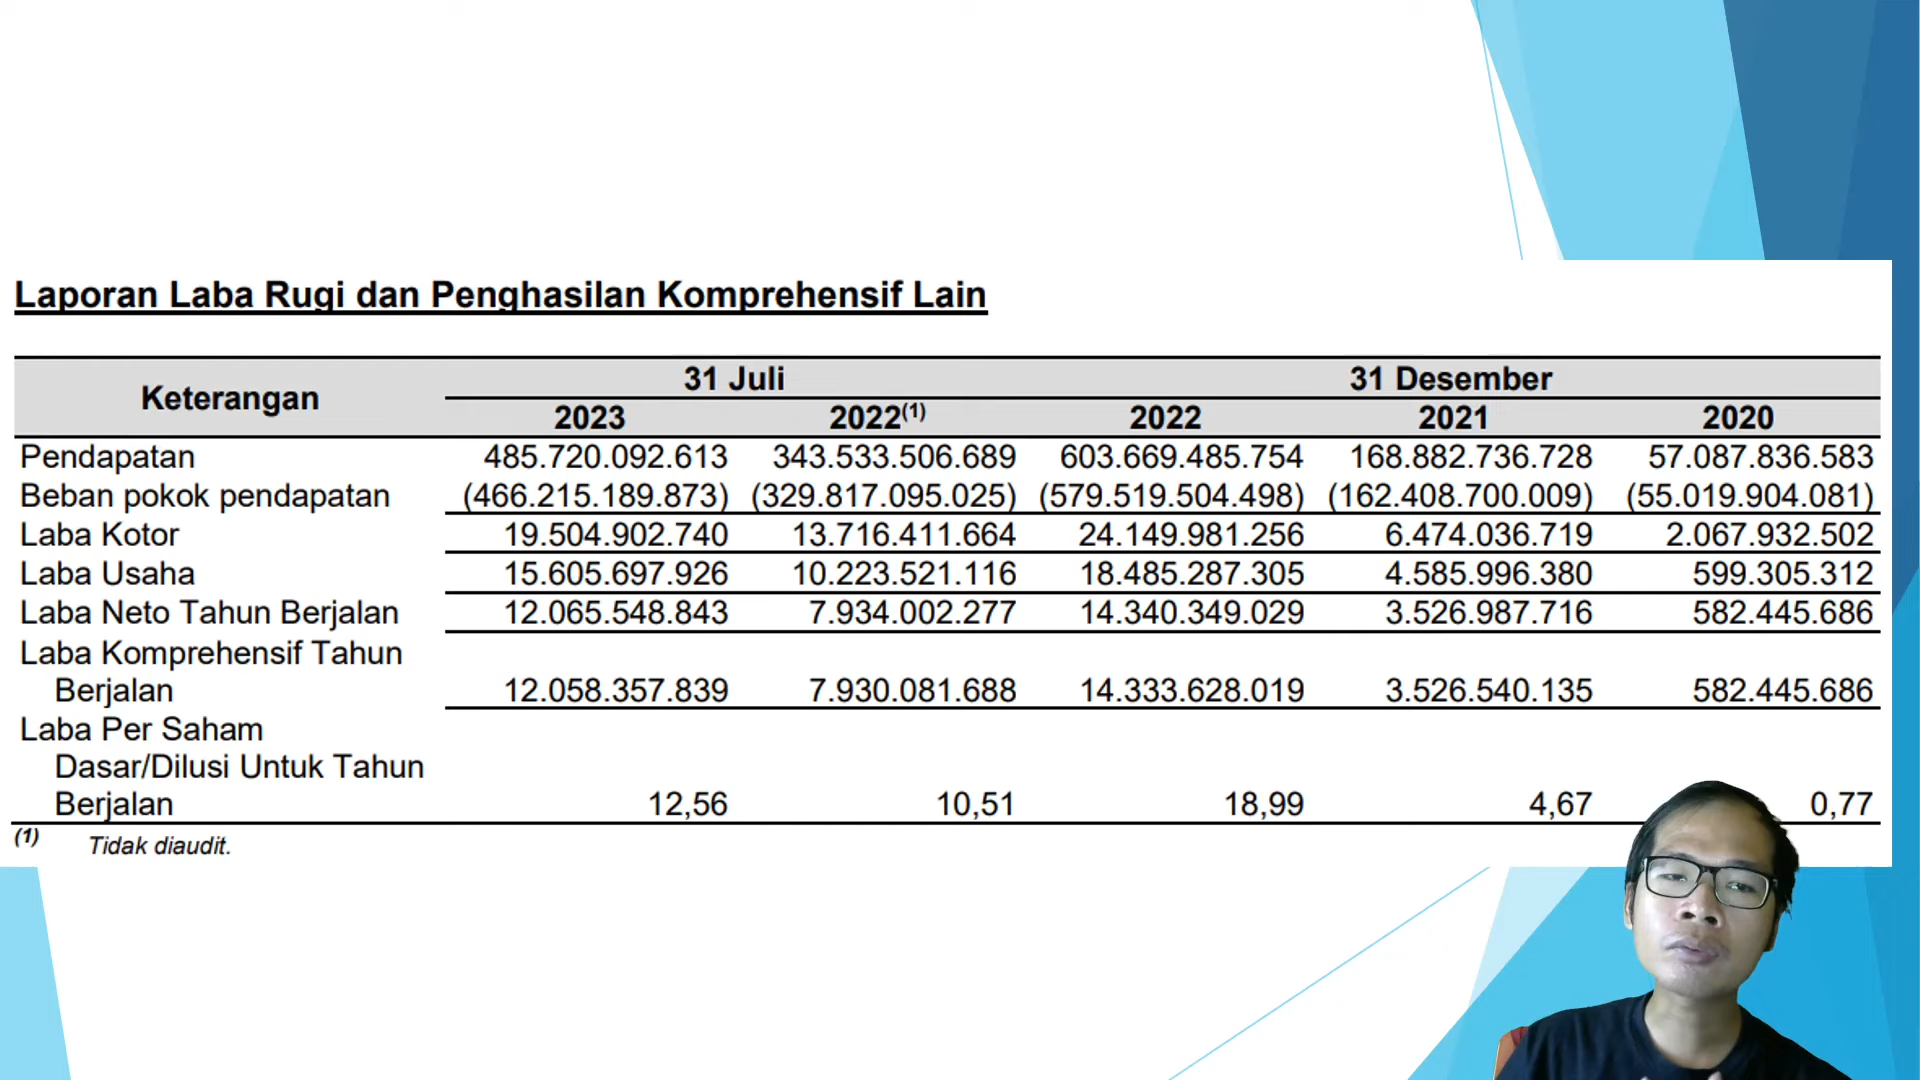 Laporan Laba Rugi dan Penghasilan Komprehensif Lain
Keterangan 31 Juli 31 Desember
2023 2022(1) 2022 2021 2020
Pendapatan 485.720.092.613 343.533.506.689 603.669.485.754 168.882.736.728 57.087.836.583
Beban pokok pendapatan (466.215.189.873) (329.817.095.025) (579.519.504.498) (162.408.700.009) (55.019.904.081)
Laba Kotor 19.504.902.740 13.716.411.664 24.149.981.256 6.474.036.719 2.067.932.502
Laba Usaha 15.605.697.926 10.223.521.116 18.485.287.305 4.585.996.380 599.305.312
Laba Neto Tahun Berjalan 12.065.548.843 7.934.002.277 14.340.349.029 3.526.987.716 582.445.686
Laba Komprehensif Tahun
Berjalan 12.058.357.839 7.930.081.688 14.333.628.019 3.526.540.135 582.445.686
Laba Per Saham
Dasar/Dilusi Untuk Tahun
Berjalan 12,56 10,51 18,99 4,67 0,77
(1) Tidak diaudit.